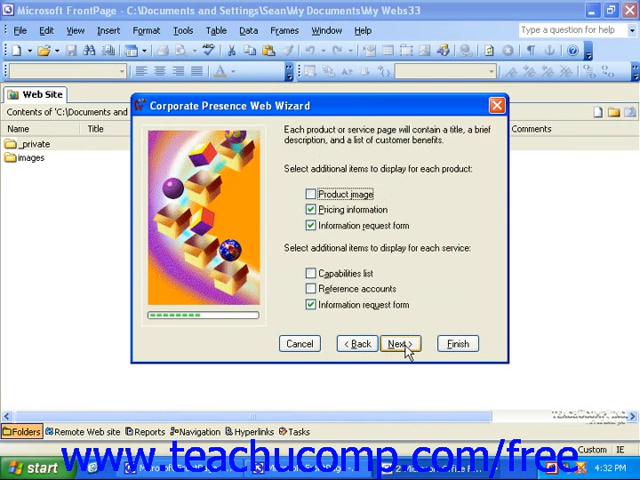 Microsoft FrontPage - C:\Documents and Settings\Sean\My Documents\My Webs33
File Edit View Insert Format Tools Table Data Frames Window Help
Type a question for help
Web Site
Contents of 'C:\Documents and
Name Title Comments
_private
images
Corporate Presence Web Wizard
Each product or service page will contain a title, a brief
description, and a list of customer benefits.
Select additional items to display for each product:
Product image
Pricing information
Information request form
Select additional items to display for each service:
Capabilities list
Reference accounts
Information request form
Cancel
< Back
Next >
Finish
Folders Remote Web site Reports Navigation Hyperlinks Tasks
Custom IE
www.teachucomp.com/free
start
4:32 PM